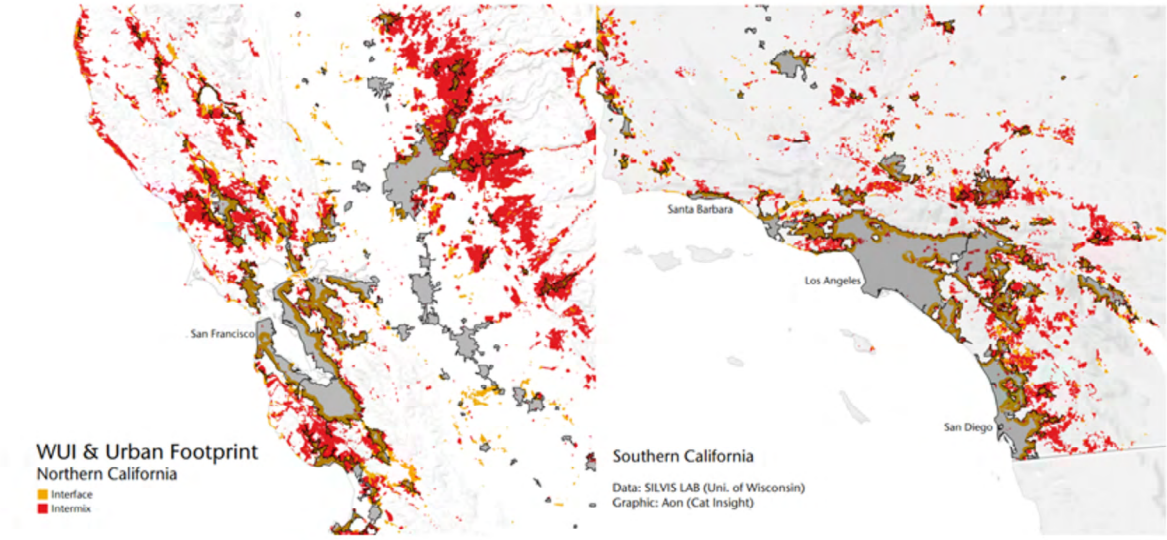 Santa Barbara
Los Angeles
San Francisco
San Diego
WUI & Urban Footprint
Northern California
Interface
Intermix
Southern California
Data: SILVIS LAB (Uni. of Wisconsin)
Graphic: Aon (Cat Insight)